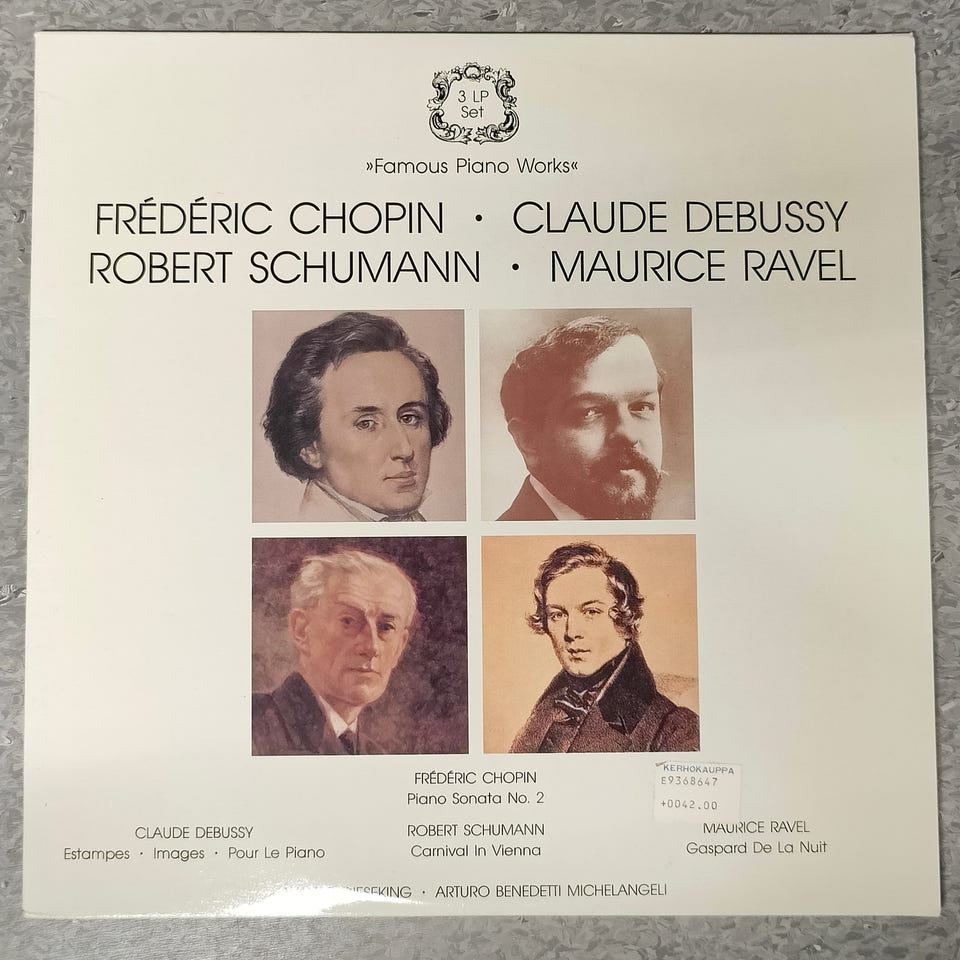 3 LP
Set
»Famous Piano Works«
FRÉDÉRIC CHOPIN · CLAUDE DEBUSSY
ROBERT SCHUMANN · MAURICE RAVEL
FRÉDÉRIC CHOPIN
Piano Sonata No. 2
KERHOKAUPPA
E9368647
+0042.00
CLAUDE DEBUSSY
Estampes · Images · Pour Le Piano
ROBERT SCHUMANN
Carnival In Vienna
MAURICE RAVEL
Gaspard De La Nuit
· ARTURO BENEDETTI MICHELANGELI